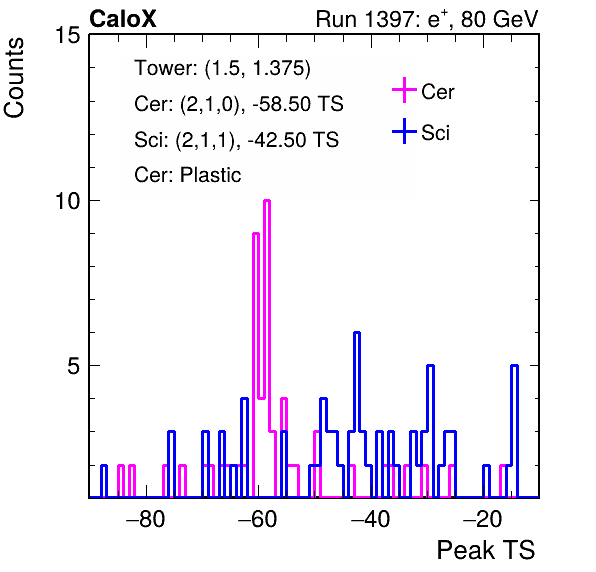 CaloX Run 1397: e⁺, 80 GeV
Counts
15
Tower: (1.5, 1.375)
Cer: (2,1,0), -58.50 TS
Sci: (2,1,1), -42.50 TS
Cer: Plastic
Cer
Sci
10
5
−80 −60 −40 −20
Peak TS